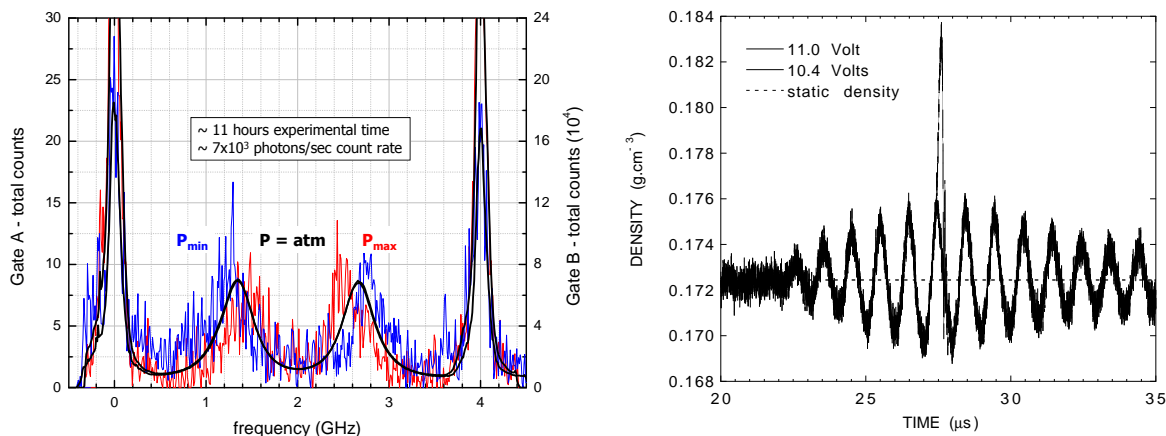 30
25
20
15
10
5
0
Gate A - total counts
~ 11 hours experimental time
~ 7x10³ photons/sec count rate
Pmin
P = atm
Pmax
0
1
2
3
4
frequency (GHz)
24
20
16
12
8
4
0
Gate B - total counts (10⁴)
0.184
0.182
0.180
0.178
0.176
0.174
0.172
0.170
0.168
DENSITY (g.cm⁻³)
11.0 Volt
10.4 Volts
static density
20
25
30
35
TIME (µs)